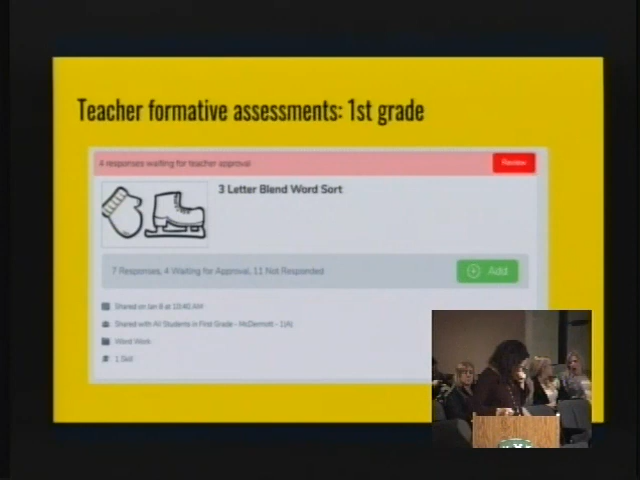 Teacher formative assessments: 1st grade
4 responses waiting for teacher approval
Review
3 Letter Blend Word Sort
7 Responses, 4 Waiting for Approval, 11 Not Responded
Add
Shared on Jan 8 at 10:40 AM
Shared with All Students in First Grade - McDermott - 1(A)
Word Work
1 Skill